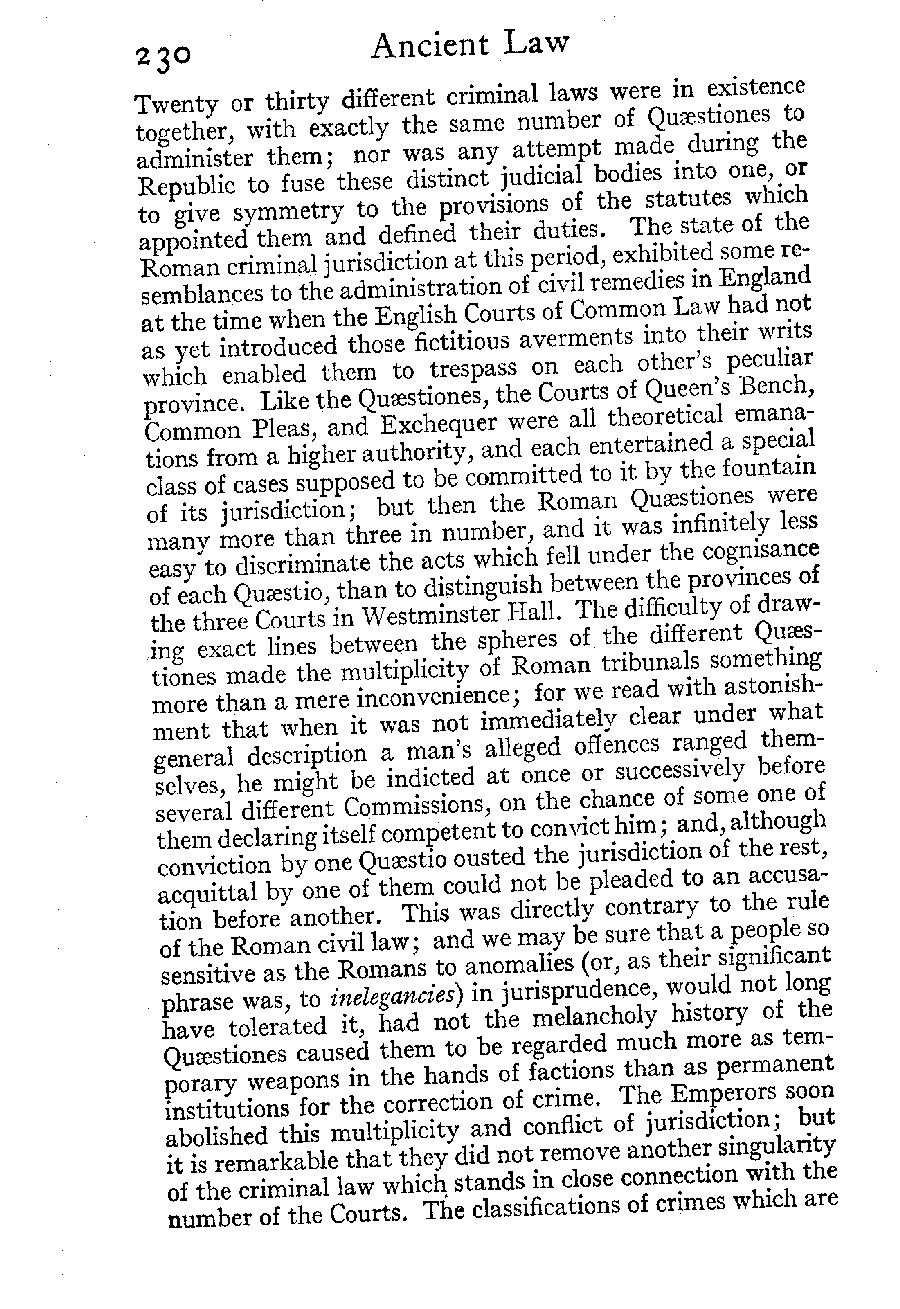 230 Ancient Law
Twenty or thirty different criminal laws were in existence
together, with exactly the same number of Quæstiones to
administer them; nor was any attempt made during the
Republic to fuse these distinct judicial bodies into one, or
to give symmetry to the provisions of the statutes which
appointed them and defined their duties. The state of the
Roman criminal jurisdiction at this period, exhibited some re-
semblances to the administration of civil remedies in England
at the time when the English Courts of Common Law had not
as yet introduced those fictitious averments into their writs
which enabled them to trespass on each other's peculiar
province. Like the Quæstiones, the Courts of Queen's Bench,
Common Pleas, and Exchequer were all theoretical emana-
tions from a higher authority, and each entertained a special
class of cases supposed to be committed to it by the fountain
of its jurisdiction; but then the Roman Quæstiones were
many more than three in number, and it was infinitely less
easy to discriminate the acts which fell under the cognisance
of each Quæstio, than to distinguish between the provinces of
the three Courts in Westminster Hall. The difficulty of draw-
ing exact lines between the spheres of the different Quæs-
tiones made the multiplicity of Roman tribunals something
more than a mere inconvenience; for we read with astonish-
ment that when it was not immediately clear under what
general description a man's alleged offences ranged them-
selves, he might be indicted at once or successively before
several different Commissions, on the chance of some one of
them declaring itself competent to convict him; and, although
conviction by one Quæstio ousted the jurisdiction of the rest,
acquittal by one of them could not be pleaded to an accusa-
tion before another. This was directly contrary to the rule
of the Roman civil law; and we may be sure that a people so
sensitive as the Romans to anomalies (or, as their significant
phrase was, to inelegancies) in jurisprudence, would not long
have tolerated it, had not the melancholy history of the
Quæstiones caused them to be regarded much more as tem-
porary weapons in the hands of factions than as permanent
institutions for the correction of crime. The Emperors soon
abolished this multiplicity and conflict of jurisdiction; but
it is remarkable that they did not remove another singularity
of the criminal law which stands in close connection with the
number of the Courts. The classifications of crimes which are